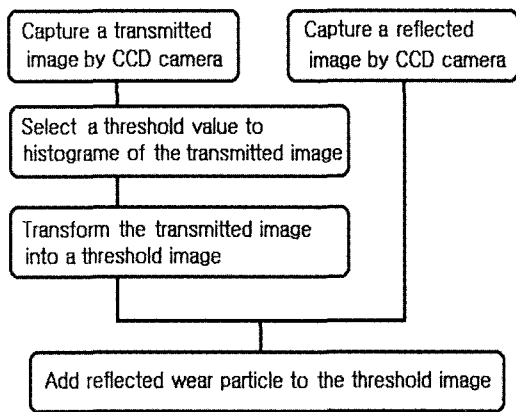 Capture a transmitted
image by CCD camera
Capture a reflected
image by CCD camera
Select a threshold value to
histograme of the transmitted image
Transform the transmitted image
into a threshold image
Add reflected wear particle to the threshold image